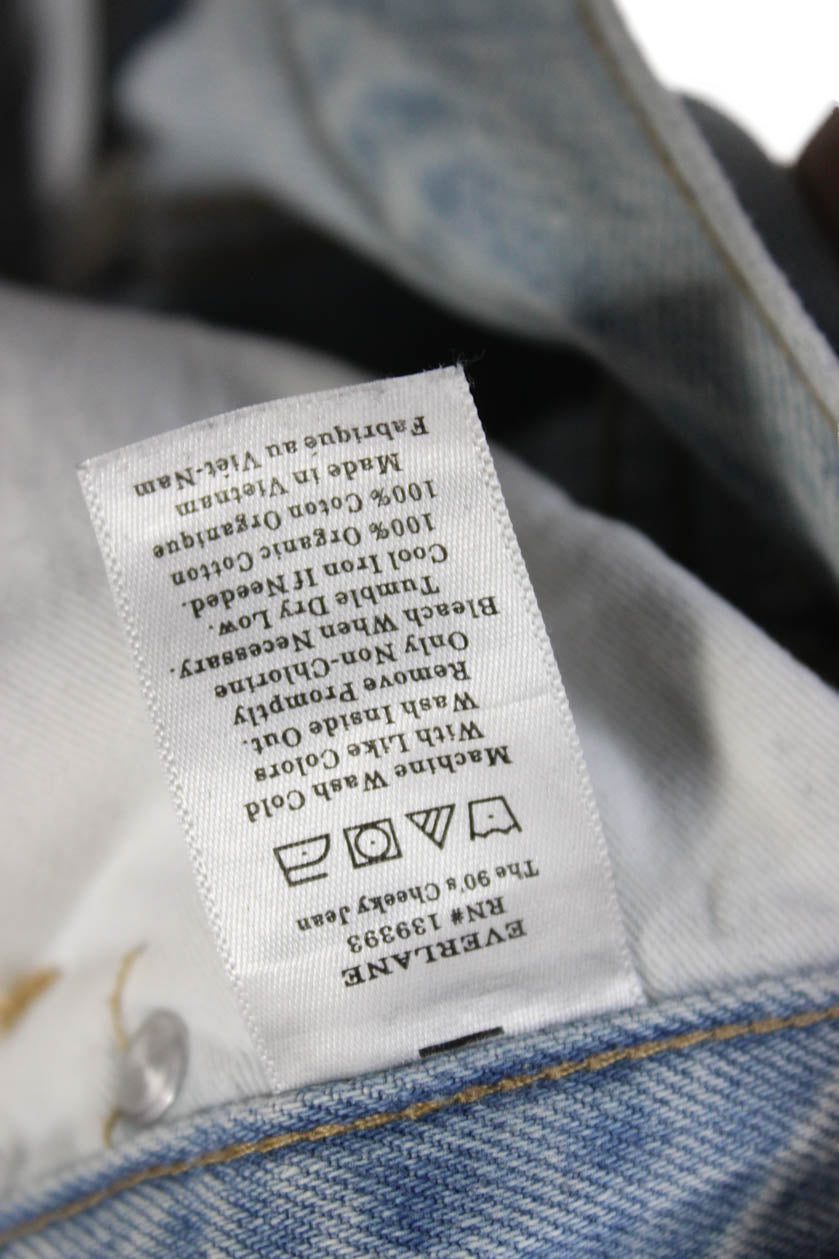 EVERLANE
RN# 139393
The 90's Cheeky Jean
Machine Wash Cold
With Like Colors
Wash Inside Out.
Remove Promptly
Only Non-Chlorine
Bleach When Necessary.
Tumble Dry Low.
Cool Iron If Needed.
100% Organic Cotton
100% Coton Organique
Made in Vietnam
Fabrique au Viêt-Nam